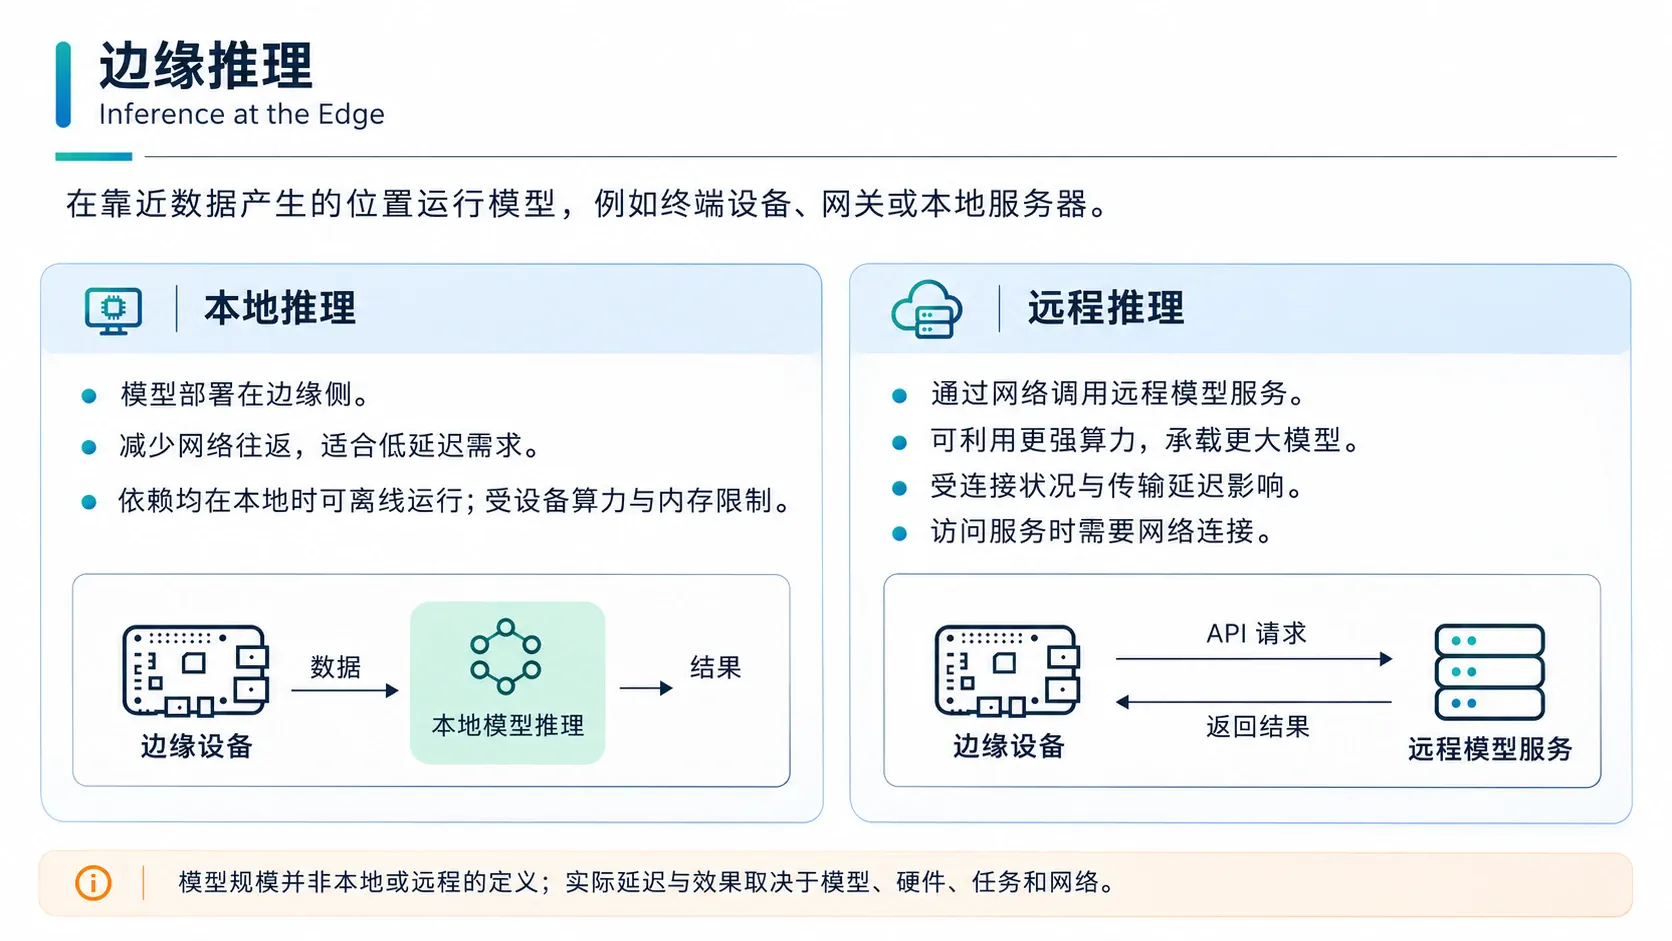 边缘推理
Inference at the Edge
在靠近数据产生的位置运行模型，例如终端设备、网关或本地服务器。
本地推理
模型部署在边缘侧。
减少网络往返，适合低延迟需求。
依赖均在本地时可离线运行；受设备算力与内存限制。
边缘设备
数据
本地模型推理
结果
远程推理
通过网络调用远程模型服务。
可利用更强算力，承载更大模型。
受连接状况与传输延迟影响。
访问服务时需要网络连接。
边缘设备
API 请求
返回结果
远程模型服务
模型规模并非本地或远程的定义；实际延迟与效果取决于模型、硬件、任务和网络。